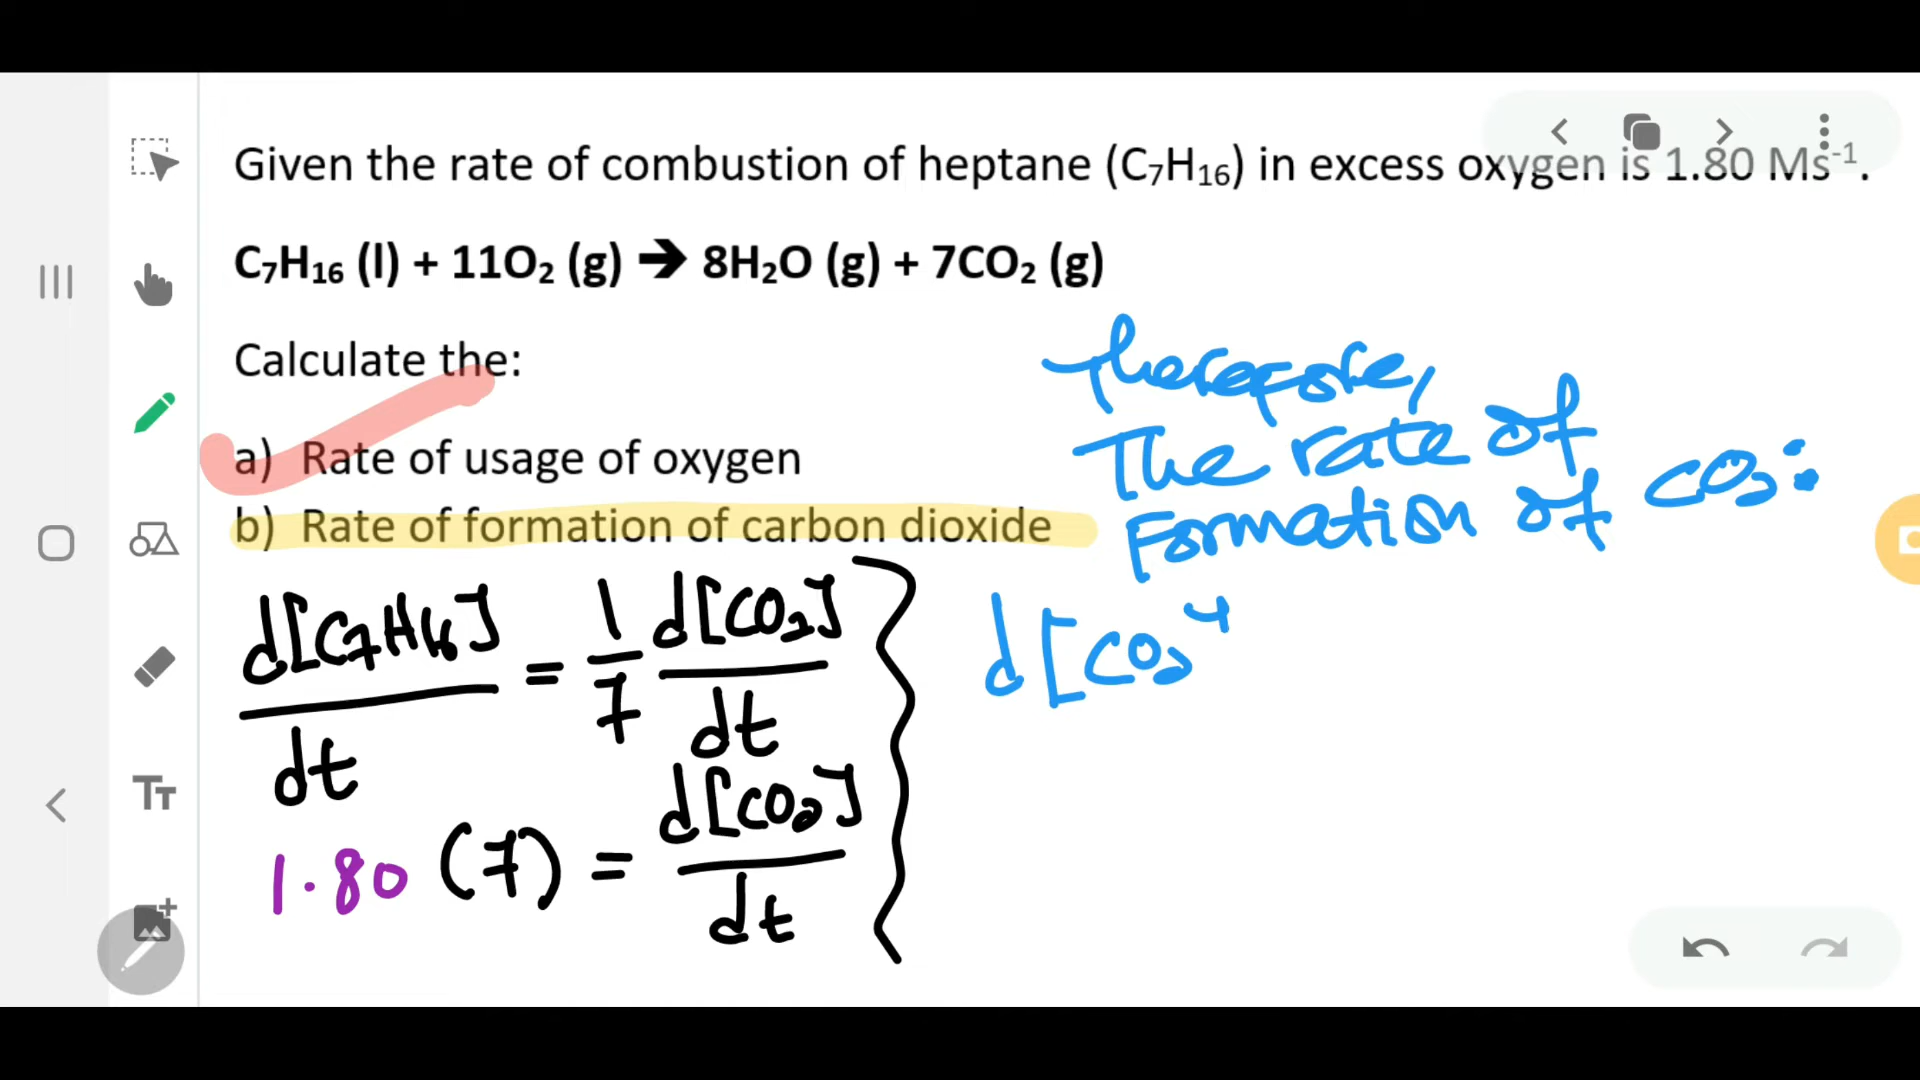 Given the rate of combustion of heptane (C₇H₁₆) in excess oxygen is 1.80 Ms⁻¹.
C₇H₁₆ (l) + 11O₂ (g) ➔ 8H₂O (g) + 7CO₂ (g)
Calculate the:
a) Rate of usage of oxygen
b) Rate of formation of carbon dioxide
d[C₇H₁₆]/dt = 1/7 d[CO₂]/dt
1.80 (7) = d[CO₂]/dt
therefore,
The rate of
Formation of CO₂:
d[CO₂
TT